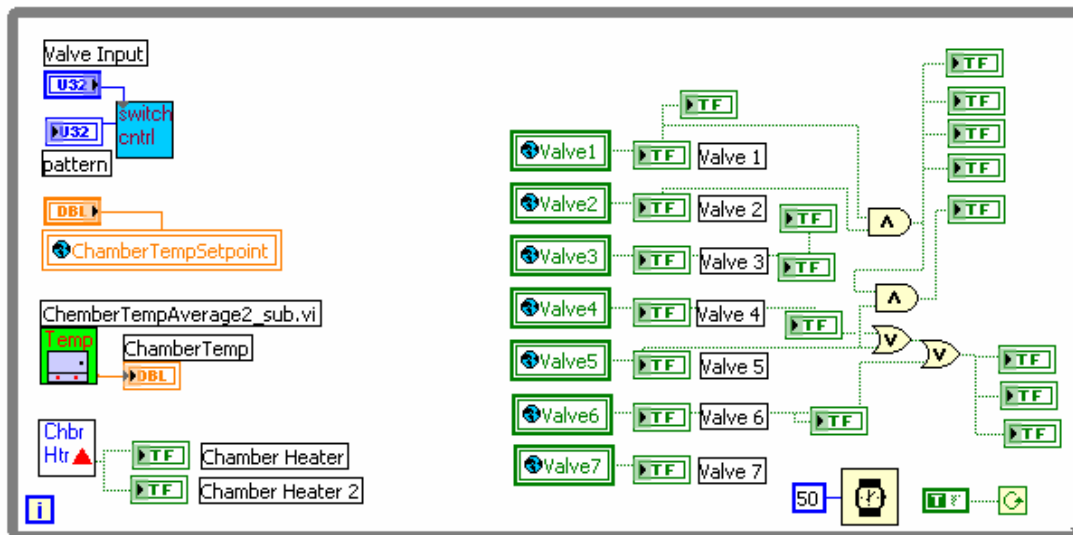 Valve Input
U32
switch
cntrl
U32
pattern
DBL
ChamberTempSetpoint
ChemberTempAverage2_sub.vi
Temp
ChamberTemp
DBL
Chbr
Htr
TF
Chamber Heater
TF
Chamber Heater 2
i
TF
Valve1
TF
Valve 1
Valve2
TF
Valve 2
TF
Valve3
TF
Valve 3
TF
Valve4
TF
Valve 4
TF
Valve5
TF
Valve 5
Valve6
TF
Valve 6
TF
Valve7
TF
Valve 7
TF
TF
TF
TF
TF
Λ
Λ
V
V
TF
TF
TF
50
T